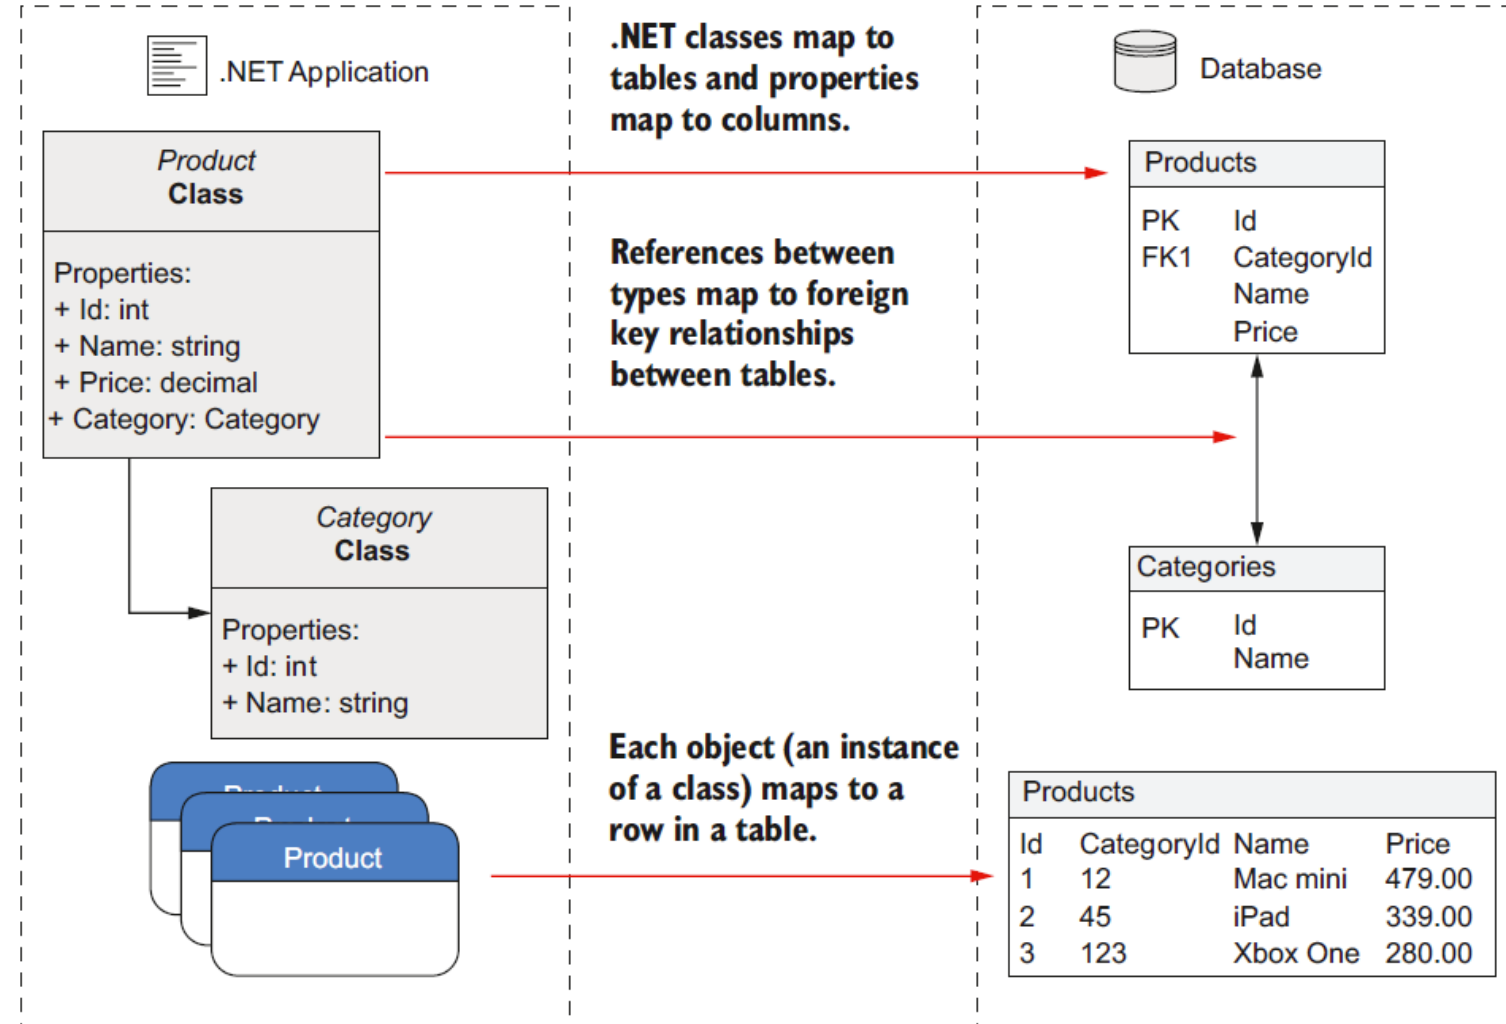 .NET Application
Product
Class
Properties:
+ Id: int
+ Name: string
+ Price: decimal
+ Category: Category
Category
Class
Properties:
+ Id: int
+ Name: string
Product
Product
Product
.NET classes map to
tables and properties
map to columns.
References between
types map to foreign
key relationships
between tables.
Each object (an instance
of a class) maps to a
row in a table.
Database
Products
PK Id
FK1 CategoryId
Name
Price
Categories
PK Id
Name
Products
Id CategoryId Name Price
1 12 Mac mini 479.00
2 45 iPad 339.00
3 123 Xbox One 280.00